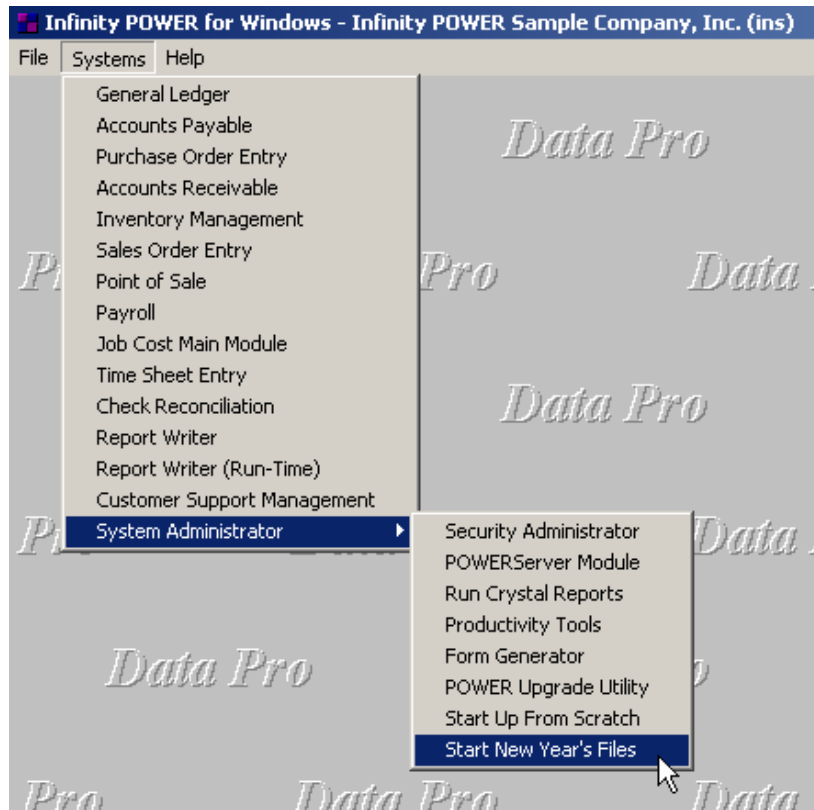 Infinity POWER for Windows - Infinity POWER Sample Company, Inc. (ins)
File Systems Help
General Ledger
Accounts Payable
Purchase Order Entry
Accounts Receivable
Inventory Management
Sales Order Entry
Point of Sale
Payroll
Job Cost Main Module
Time Sheet Entry
Check Reconciliation
Report Writer
Report Writer (Run-Time)
Customer Support Management
System Administrator
Security Administrator
POWERServer Module
Run Crystal Reports
Productivity Tools
Form Generator
POWER Upgrade Utility
Start Up From Scratch
Start New Year's Files
Data Pro
Pro Data
Data Pro
Data
Data Pro
Pro Data Pro Data